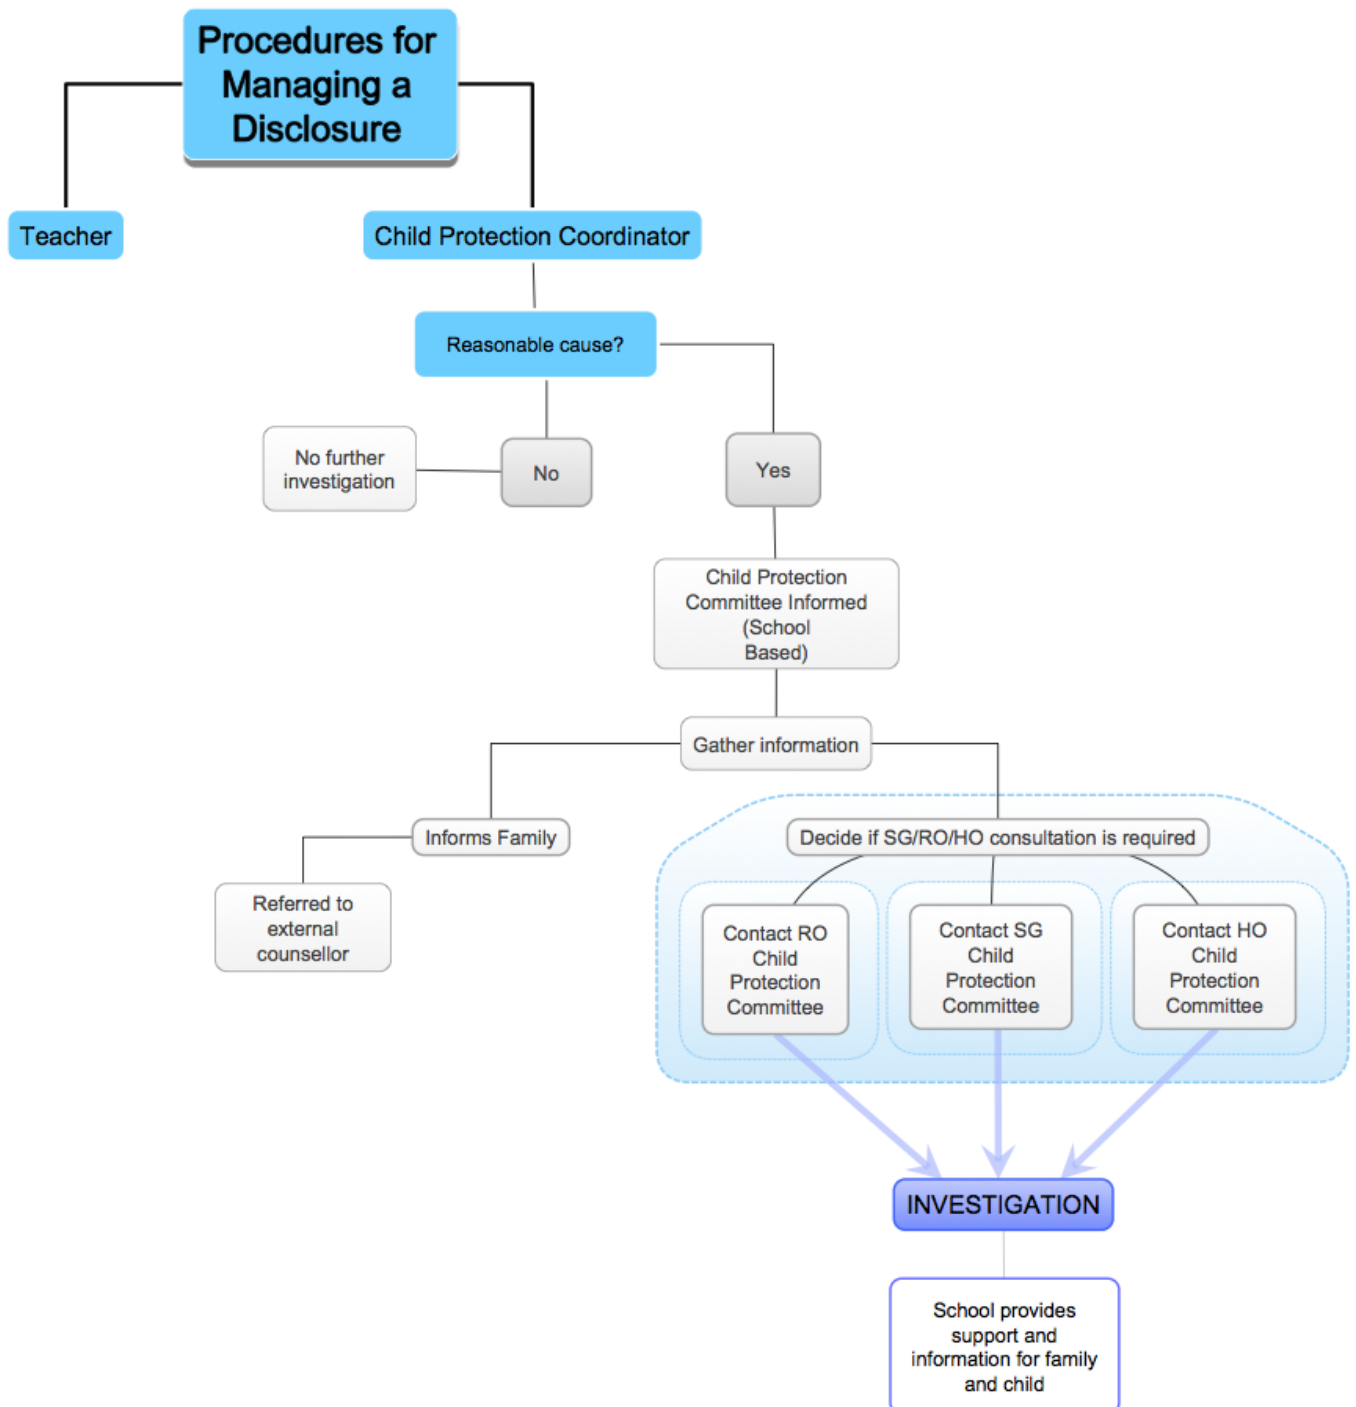 Procedures for
Managing a
Disclosure
Teacher
Child Protection Coordinator
Reasonable cause?
No further
investigation
No
Yes
Child Protection
Committee Informed
(School
Based)
Gather information
Informs Family
Decide if SG/RO/HO consultation is required
Referred to
external
counsellor
Contact RO
Child
Protection
Committee
Contact SG
Child
Protection
Committee
Contact HO
Child
Protection
Committee
INVESTIGATION
School provides
support and
information for family
and child